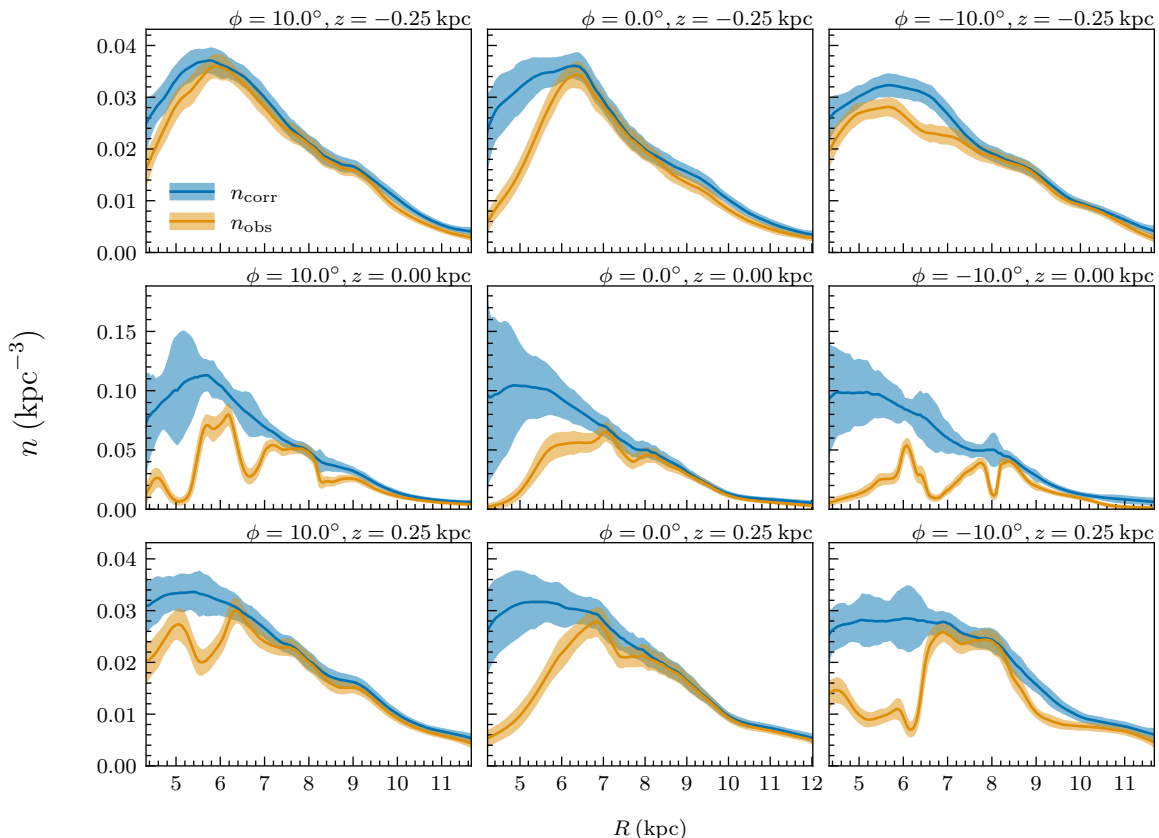 ϕ = 10.0°, z = −0.25 kpc
ϕ = 0.0°, z = −0.25 kpc
ϕ = −10.0°, z = −0.25 kpc
0.04
0.03
0.02
0.01
0.00
n_corr
n_obs
ϕ = 10.0°, z = 0.00 kpc
ϕ = 0.0°, z = 0.00 kpc
ϕ = −10.0°, z = 0.00 kpc
0.15
0.10
0.05
0.00
n (kpc⁻³)
ϕ = 10.0°, z = 0.25 kpc
ϕ = 0.0°, z = 0.25 kpc
ϕ = −10.0°, z = 0.25 kpc
0.04
0.03
0.02
0.01
0.00
5 6 7 8 9 10 11
5 6 7 8 9 10 11 12
5 6 7 8 9 10 11
R (kpc)